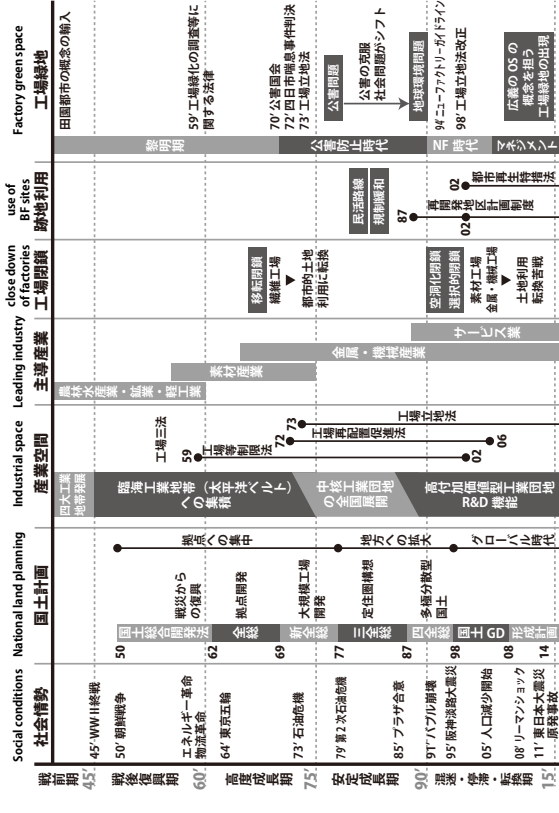 Social conditions
社会情勢
National land planning
国土計画
Industrial space
産業空間
Leading industry
主導産業
close down
of factories
工場閉鎖
use of
BF sites
跡地利用
Factory green space
工場緑地
戦前期
45'
戦後復興期
60'
高度成長期
75'
安定成長期
90'
混迷・停滞・転換期
15'
45' WWⅡ終戦
50' 朝鮮戦争
エネルギー革命
物流革命
64' 東京五輪
73' 石油危機
79' 第2次石油危機
85' プラザ合意
91' バブル崩壊
95' 阪神淡路大震災
05' 人口減少開始
08' リーマンショック
11' 東日本大震災
原発事故
50
国土総合開発法
62
全総
69
新全総
77
三全総
87
四全総
98
国土GD
08
形成計画
14
戦災から
の復興
拠点開発
大規模工場
開発
定住圏構想
多極分散型
国土
拠点への集中
地方への拡大
グローバル時代
四大工業
地帯発展
臨海工業地帯（太平洋ベルト）
への集積
中核工業団地
の全国展開
高付加価値型工業団地
R&D 機能
工場三法
59
工場等制限法
02
72
工場再配置促進法
06
73
工場立地法
農林水産業・鉱業・軽工業
素材産業
金属・機械産業
サービス業
移転閉鎖
繊維工場
▼
都市的土地
利用に転換
空洞化閉鎖
選択的閉鎖
素材工場
金属・機械工場
▼
土地利用
転換苦戦
民活路線
規制緩和
87
再開発地区計画制度
02
02
都市再生特措法
黎明期
公害防止時代
NF 時代
マネジメント
田園都市の概念の輸入
59' 工場緑化の調査等に
関する法律
70' 公害国会
72' 四日市喘息事件判決
73' 工場立地法
公害問題
公害の克服
社会問題がシフト
地球環境問題
94' ニューファクトリーガイドライン
98' 工場立地法改正
広義の OS の
概念を担う
工場緑地の出現